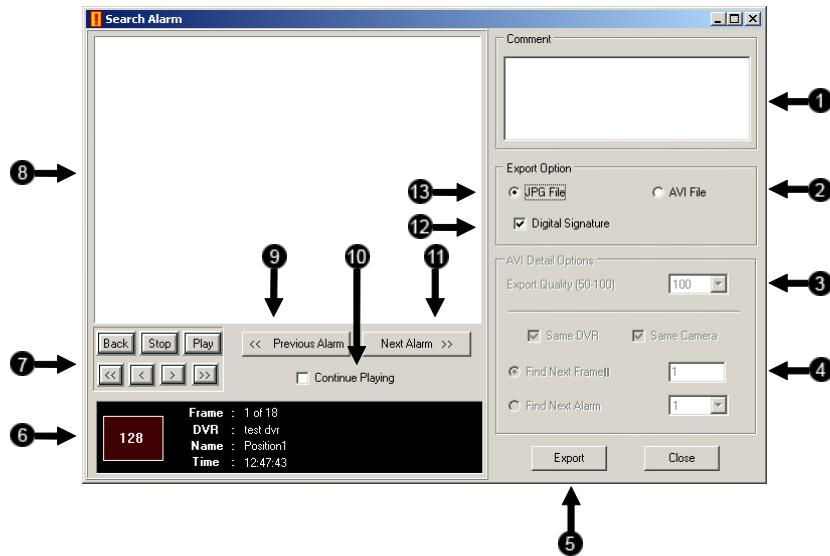 Search Alarm
Comment
1
Export Option
JPG File
AVI File
Digital Signature
13
2
12
8
AVI Detail Options
Export Quality (50-100)
100
3
Same DVR
Same Camera
Find Next Frame||
1
4
Find Next Alarm
1
Export
Close
5
9
10
11
Back
Stop
Play
<< Previous Alarm
Next Alarm >>
7
<<
<
>
>>
Continue Playing
6
128
Frame : 1 of 18
DVR : test dvr
Name : Position1
Time : 12:47:43